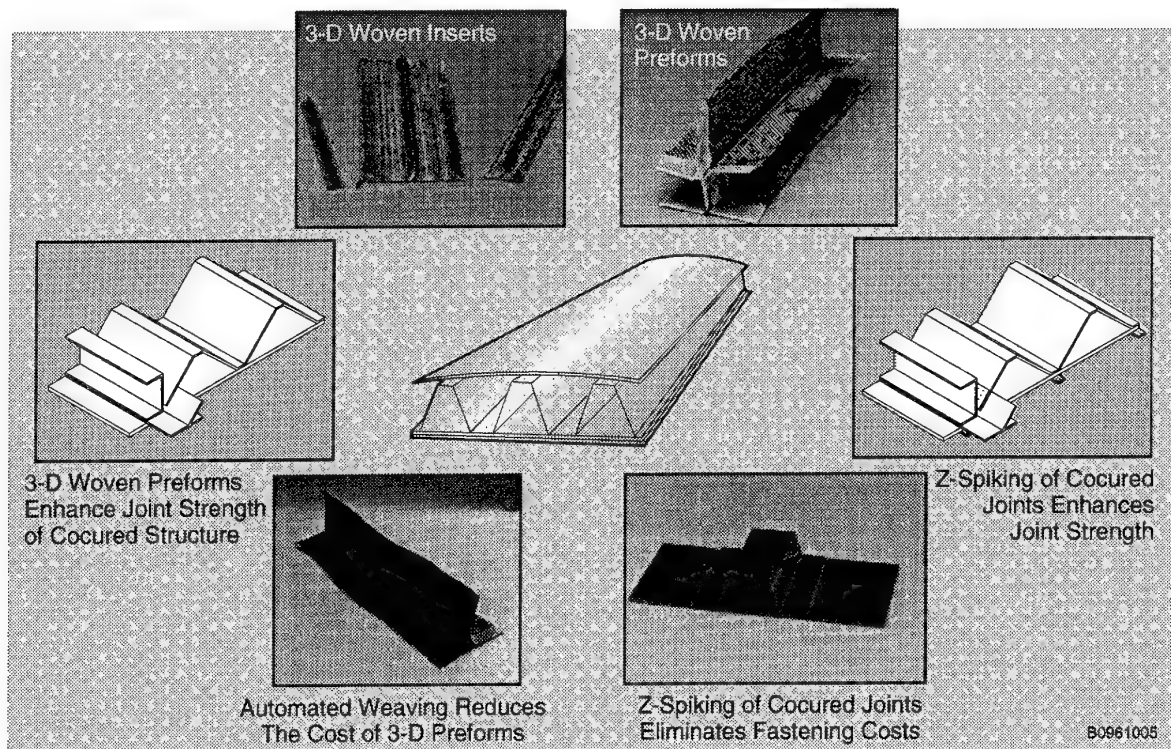 3-D Woven Inserts
3-D Woven
Preforms
3-D Woven Preforms
Enhance Joint Strength
of Cocured Structure
Z-Spiking of Cocured
Joints Enhances
Joint Strength
Automated Weaving Reduces
The Cost of 3-D Preforms
Z-Spiking of Cocured Joints
Eliminates Fastening Costs
B0961005